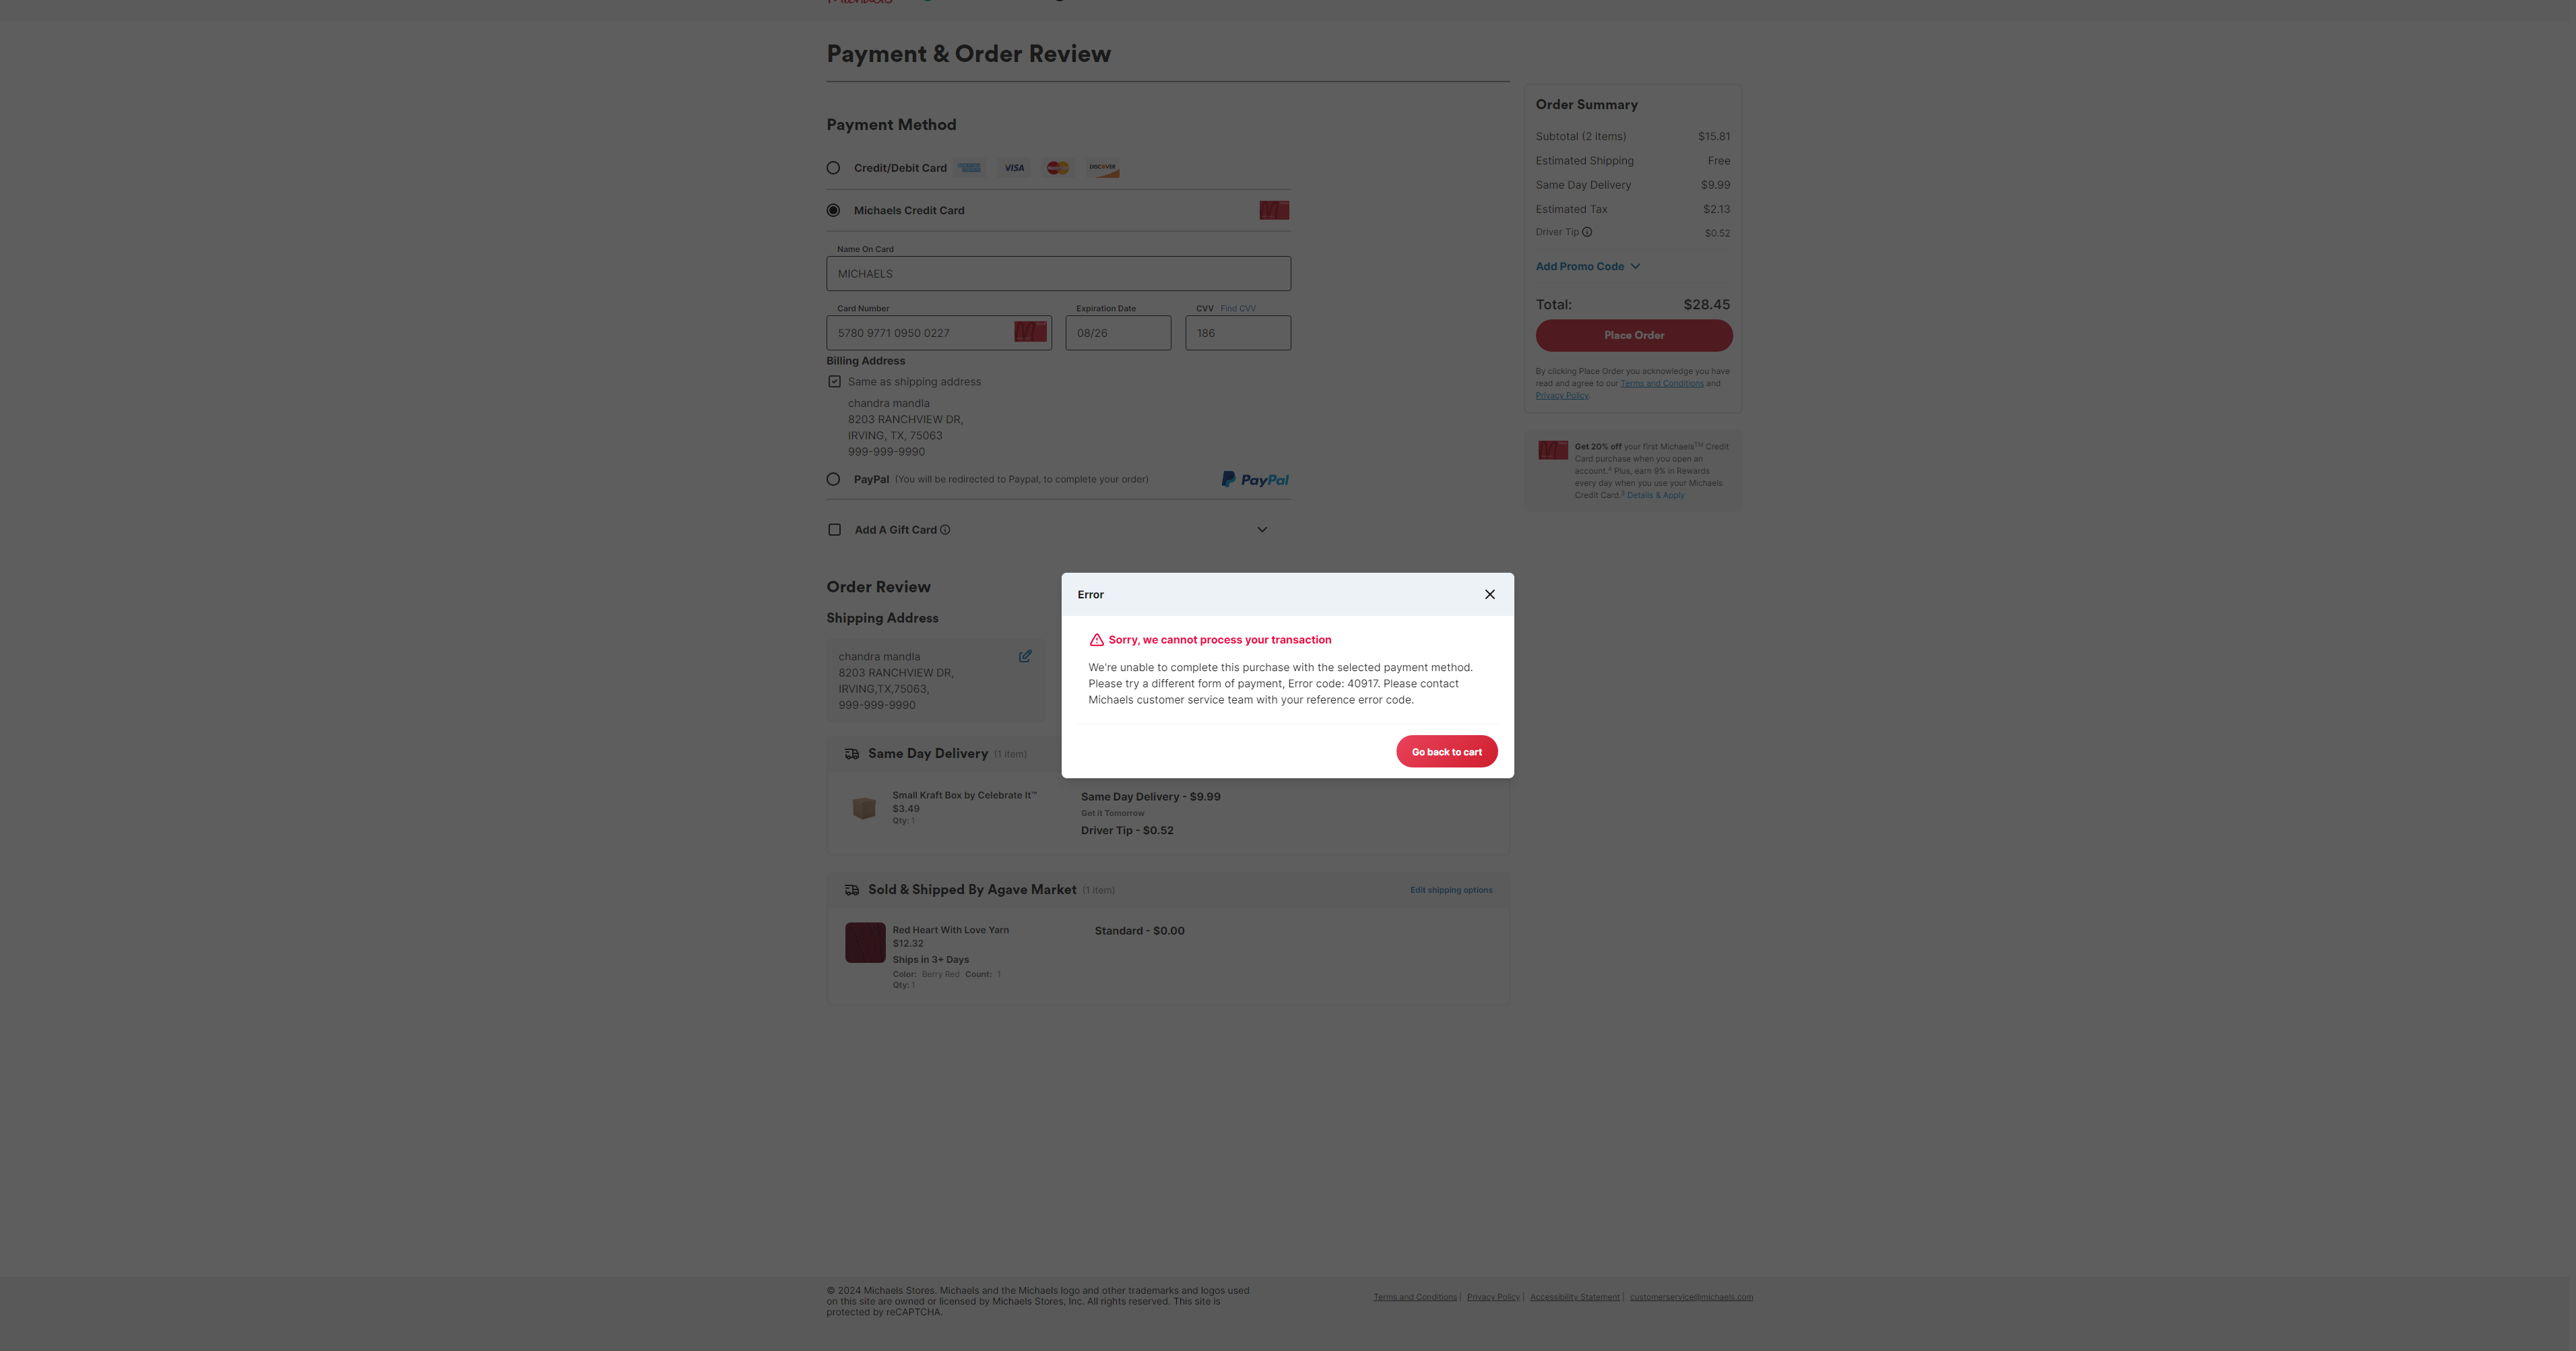 Michaels
Payment & Order Review
Payment Method
Credit/Debit Card VISA DISCOVER
Michaels Credit Card
Name On Card
MICHAELS
Card Number Expiration Date CVV Find CVV
5780 9771 0950 0227 08/26 186
Billing Address
Same as shipping address
chandra mandla
8203 RANCHVIEW DR,
IRVING, TX, 75063
999-999-9990
PayPal (You will be redirected to Paypal, to complete your order) PayPal
Add A Gift Card
Order Summary
Subtotal (2 items) $15.81
Estimated Shipping Free
Same Day Delivery $9.99
Estimated Tax $2.13
Driver Tip $0.52
Add Promo Code
Total: $28.45
Place Order
By clicking Place Order you acknowledge you have
read and agree to our Terms and Conditions and
Privacy Policy.
Get 20% off your first Michaels™ Credit
Card purchase when you open an
account.⁴ Plus, earn 9% in Rewards
every day when you use your Michaels
Credit Card.³ Details & Apply
Order Review
Shipping Address
chandra mandla
8203 RANCHVIEW DR,
IRVING,TX,75063,
999-999-9990
Error
Sorry, we cannot process your transaction
We're unable to complete this purchase with the selected payment method.
Please try a different form of payment, Error code: 40917. Please contact
Michaels customer service team with your reference error code.
Go back to cart
Same Day Delivery (1 item)
Small Kraft Box by Celebrate It™
$3.49
Qty: 1
Same Day Delivery - $9.99
Get It Tomorrow
Driver Tip - $0.52
Sold & Shipped By Agave Market (1 item) Edit shipping options
Red Heart With Love Yarn
$12.32
Ships in 3+ Days
Color: Berry Red Count: 1
Qty: 1
Standard - $0.00
© 2024 Michaels Stores. Michaels and the Michaels logo and other trademarks and logos used
on this site are owned or licensed by Michaels Stores, Inc. All rights reserved. This site is
protected by reCAPTCHA.
Terms and Conditions | Privacy Policy | Accessibility Statement | customerservice@michaels.com